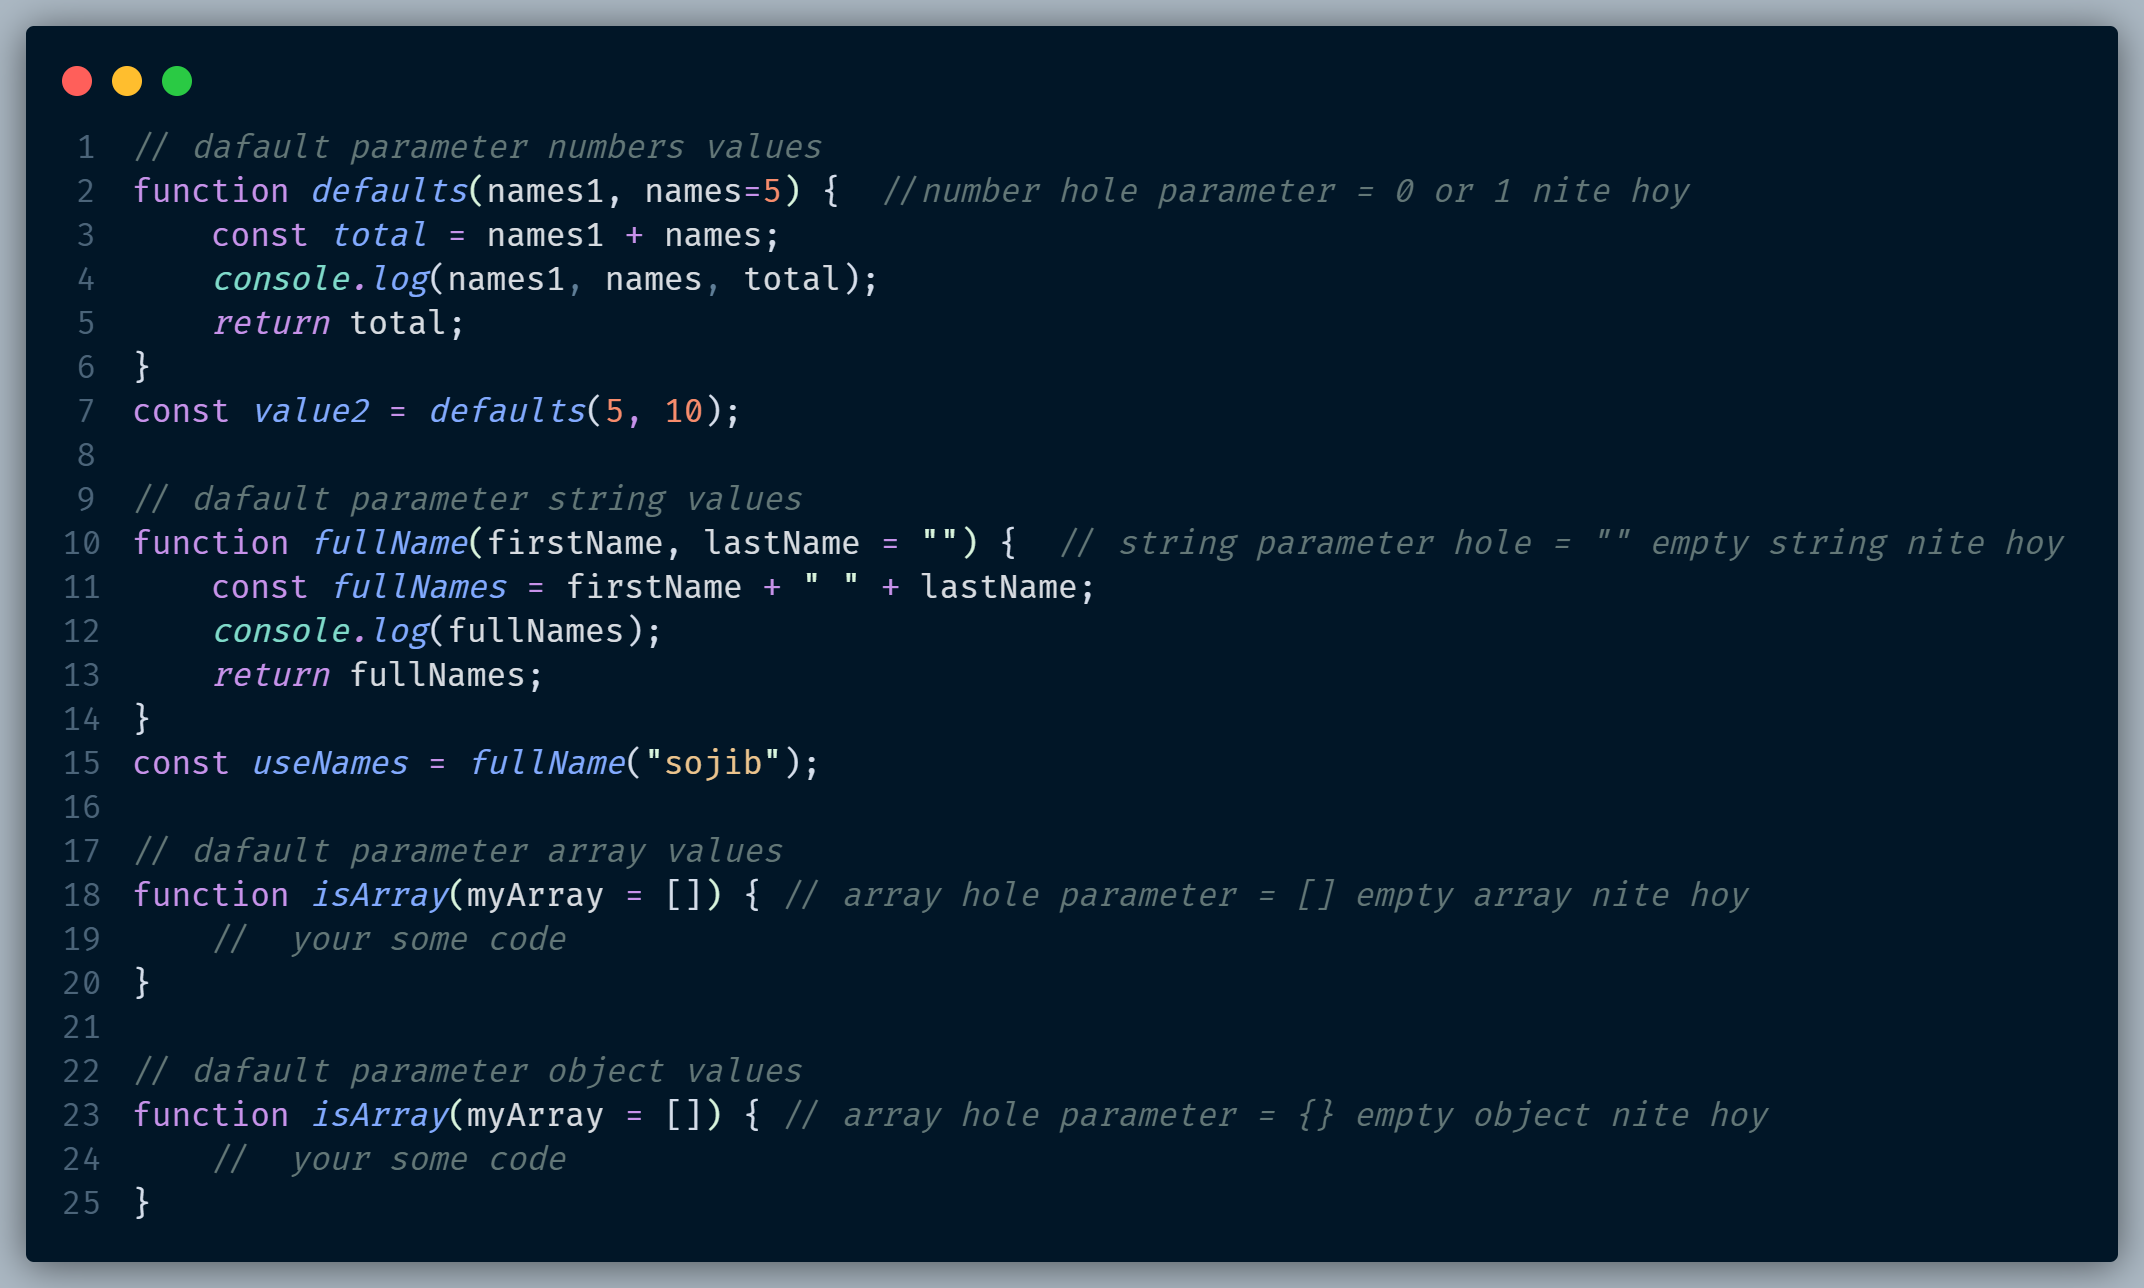 1 // dafault parameter numbers values
2 function defaults(names1, names=5) {  //number hole parameter = 0 or 1 nite hoy
3     const total = names1 + names;
4     console.log(names1, names, total);
5     return total;
6 }
7 const value2 = defaults(5, 10);
8
9 // dafault parameter string values
10 function fullName(firstName, lastName = "") {  // string parameter hole = "" empty string nite hoy
11     const fullNames = firstName + " " + lastName;
12     console.log(fullNames);
13     return fullNames;
14 }
15 const useNames = fullName("sojib");
16
17 // dafault parameter array values
18 function isArray(myArray = []) { // array hole parameter = [] empty array nite hoy
19     //  your some code
20 }
21
22 // dafault parameter object values
23 function isArray(myArray = []) { // array hole parameter = {} empty object nite hoy
24     //  your some code
25 }